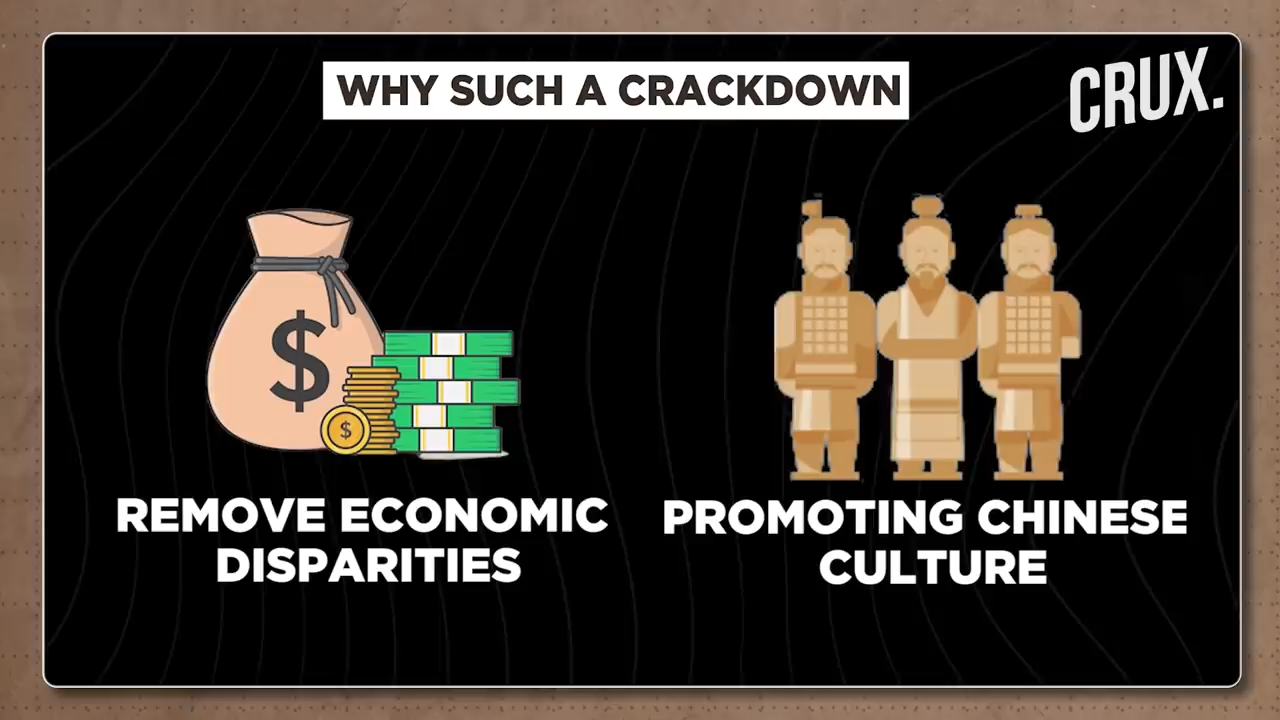 WHY SUCH A CRACKDOWN
CRUX.
$
$
REMOVE ECONOMIC
DISPARITIES
PROMOTING CHINESE
CULTURE